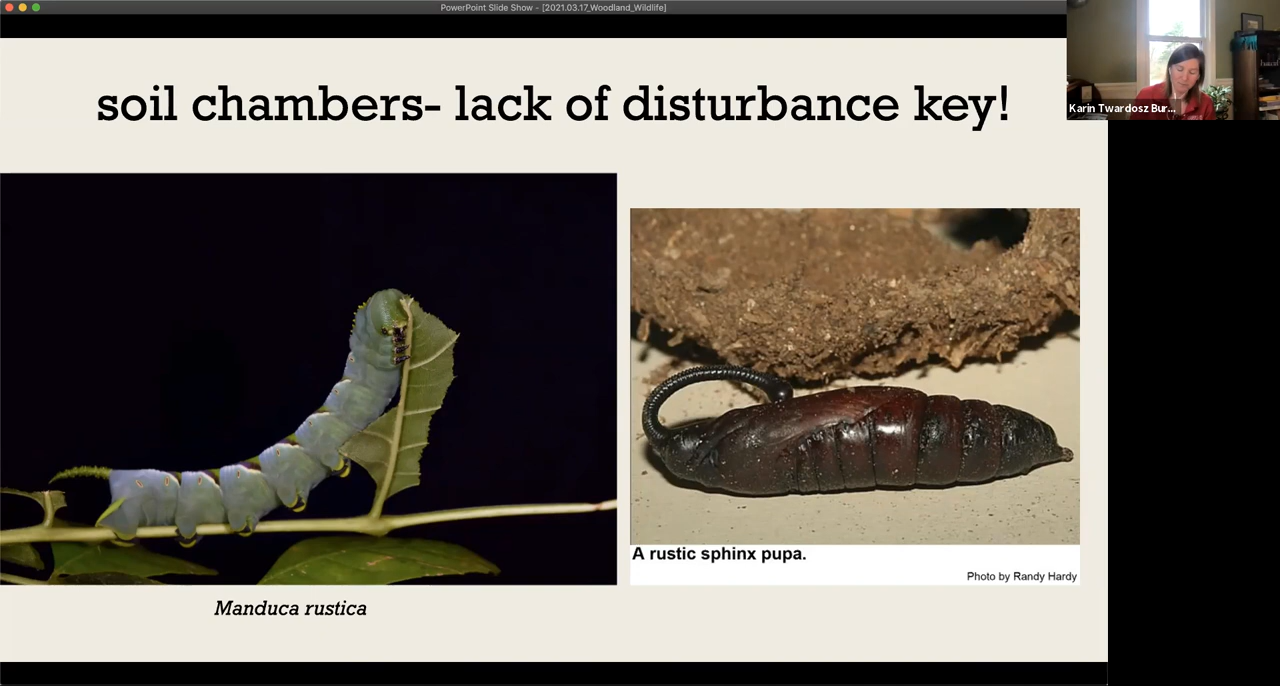 PowerPoint Slide Show - [2021.03.17_Woodland_Wildlife]
Karin Twardosz Bur...
soil chambers- lack of disturbance key!
A rustic sphinx pupa.
Photo by Randy Hardy
Manduca rustica